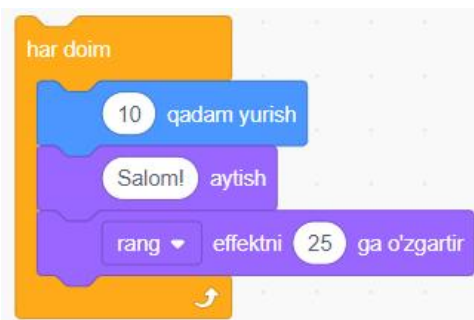 har doim
10 qadam yurish
Salom! aytish
rang effektni 25 ga o'zgartir